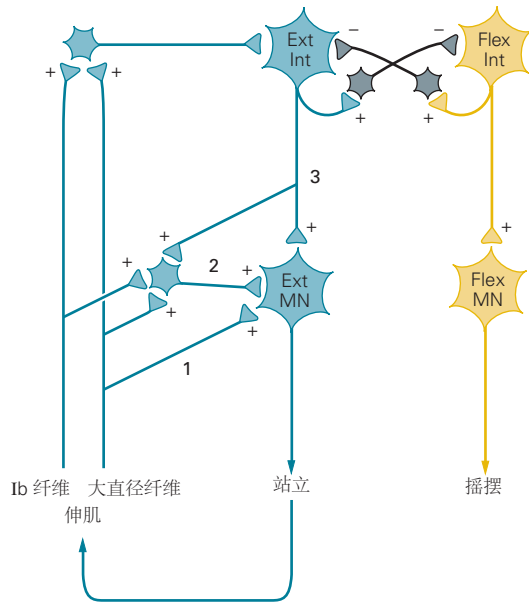 − −
Ext
Int
Flex
Int
+ +
+ +
3
+ + +
+ 2 +
Ext
MN
Flex
MN
+ +
1
Ib 纤维 大直径纤维
伸肌
站立
摇摆